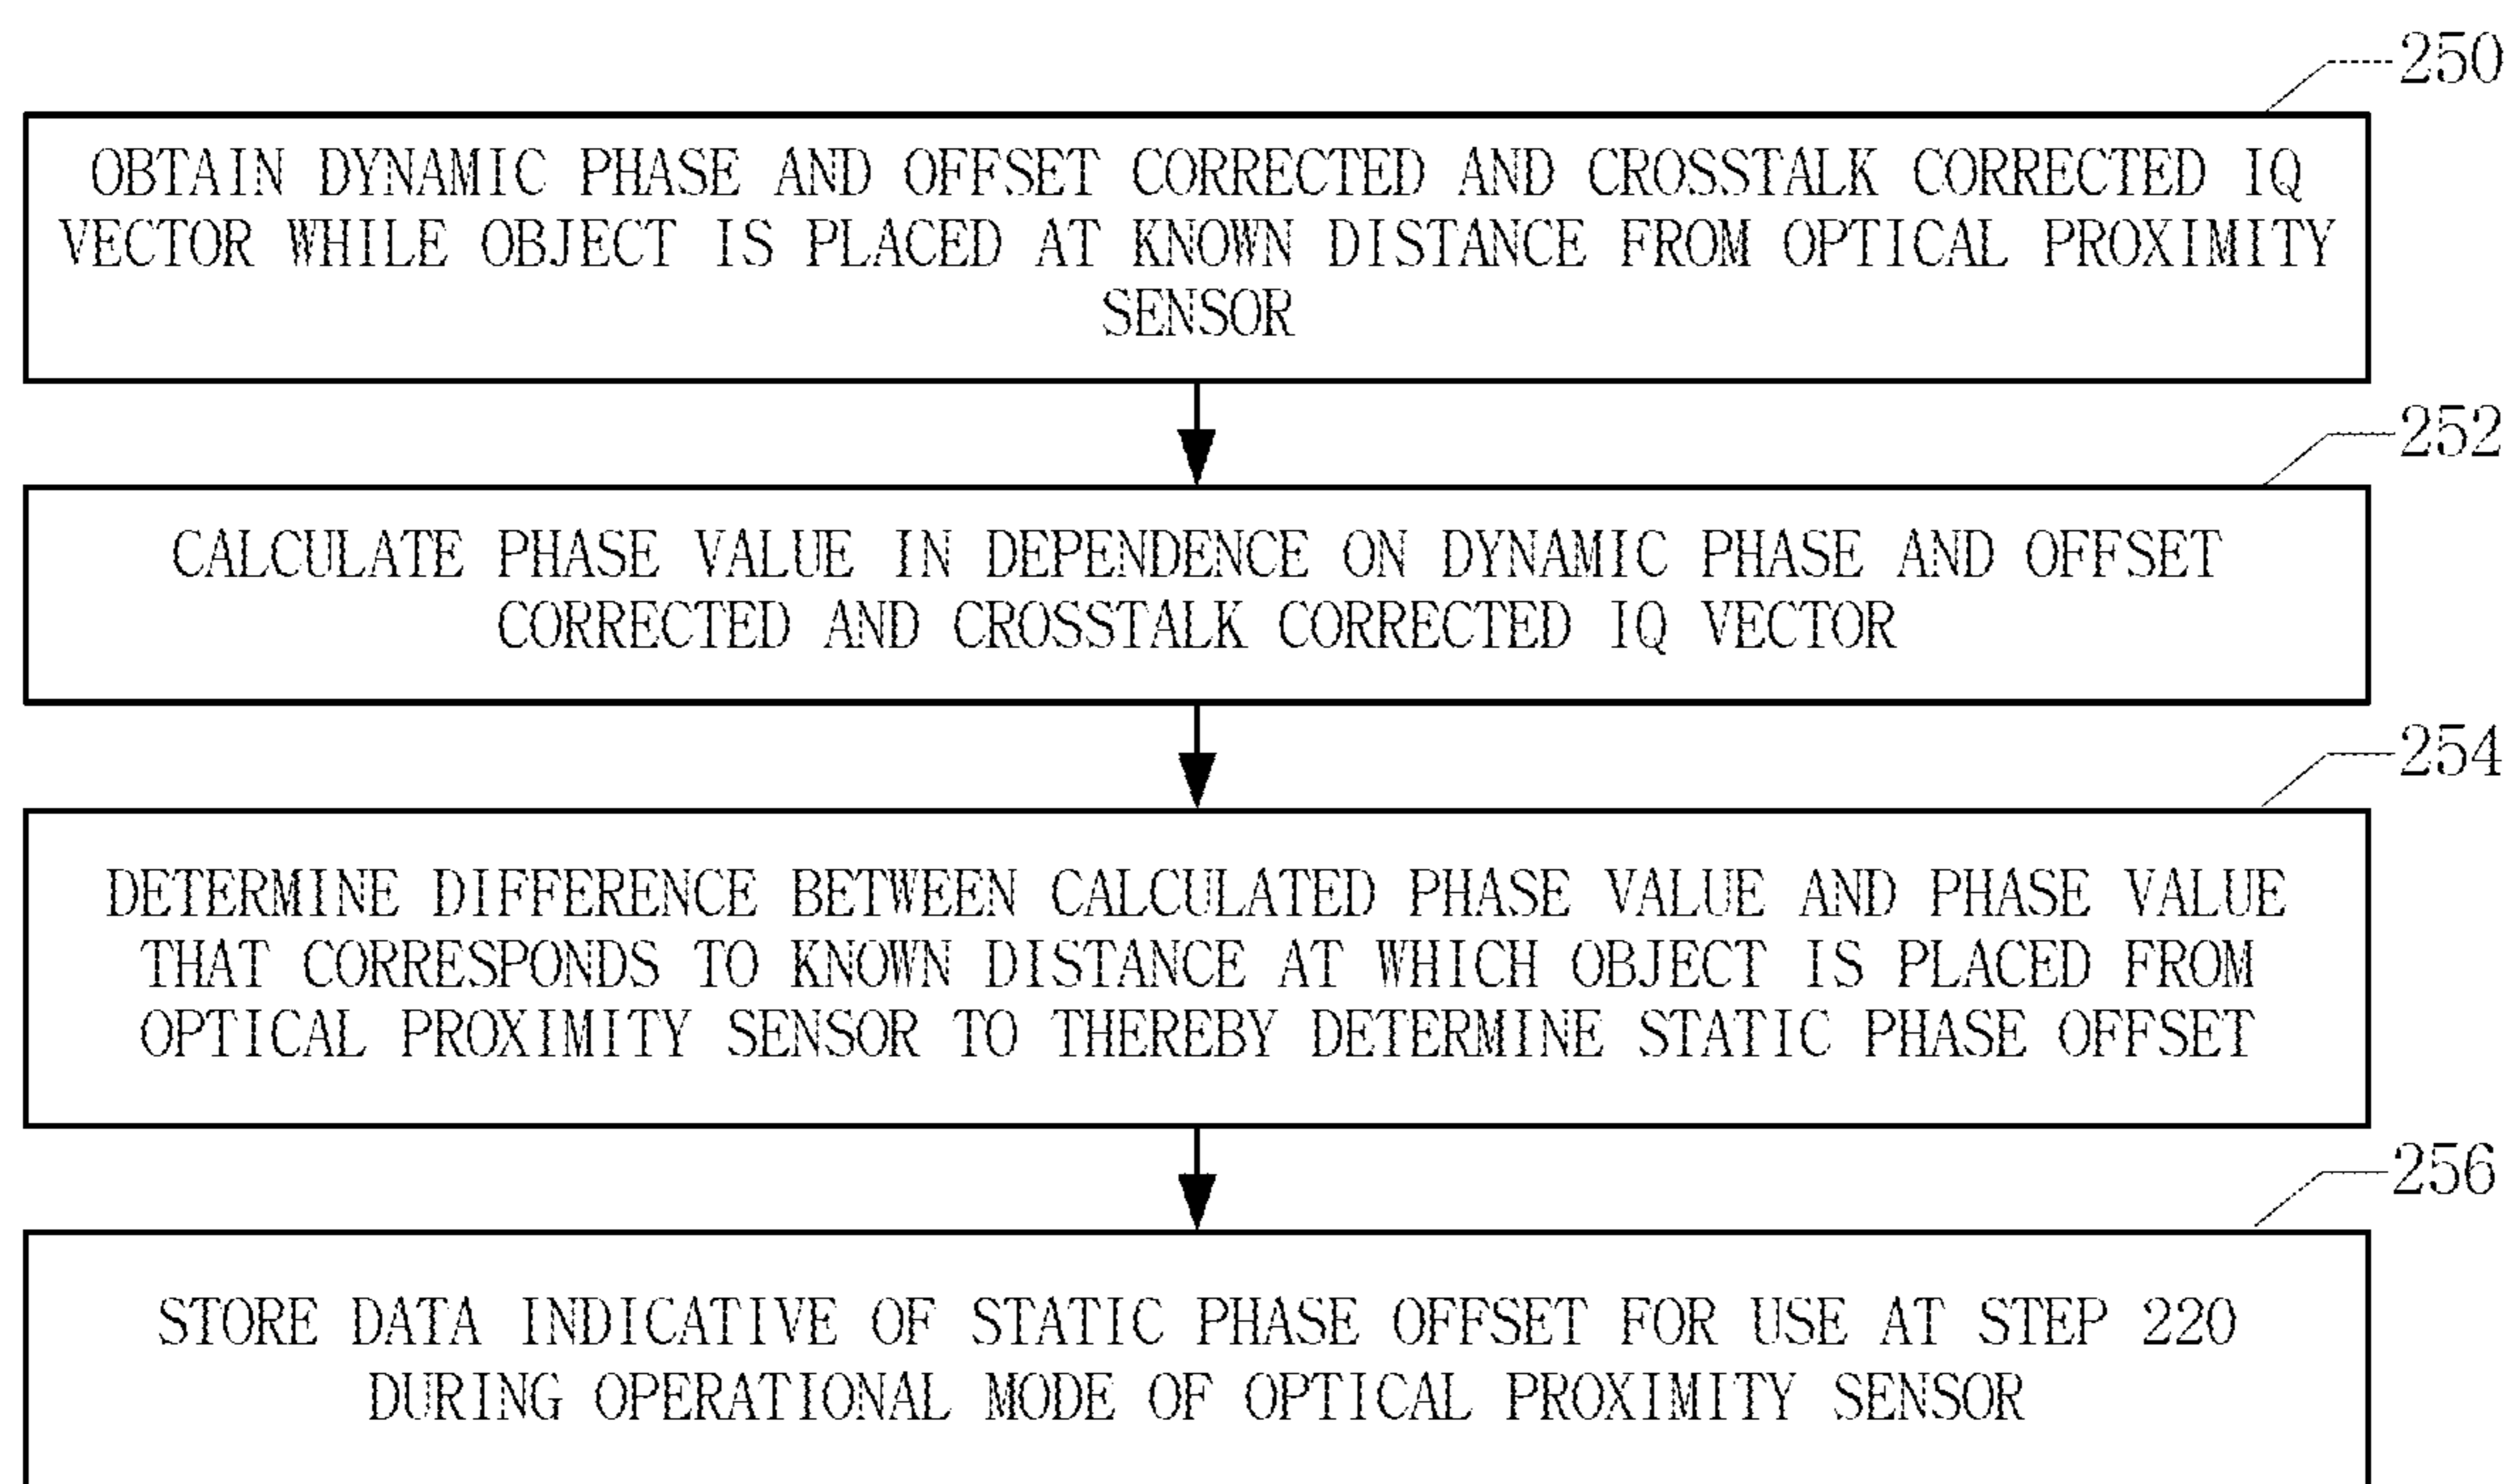 250
OBTAIN DYNAMIC PHASE AND OFFSET CORRECTED AND CROSSTALK CORRECTED IQ
VECTOR WHILE OBJECT IS PLACED AT KNOWN DISTANCE FROM OPTICAL PROXIMITY
SENSOR
252
CALCULATE PHASE VALUE IN DEPENDENCE ON DYNAMIC PHASE AND OFFSET
CORRECTED AND CROSSTALK CORRECTED IQ VECTOR
254
DETERMINE DIFFERENCE BETWEEN CALCULATED PHASE VALUE AND PHASE VALUE
THAT CORRESPONDS TO KNOWN DISTANCE AT WHICH OBJECT IS PLACED FROM
OPTICAL PROXIMITY SENSOR TO THEREBY DETERMINE STATIC PHASE OFFSET
256
STORE DATA INDICATIVE OF STATIC PHASE OFFSET FOR USE AT STEP 220
DURING OPERATIONAL MODE OF OPTICAL PROXIMITY SENSOR